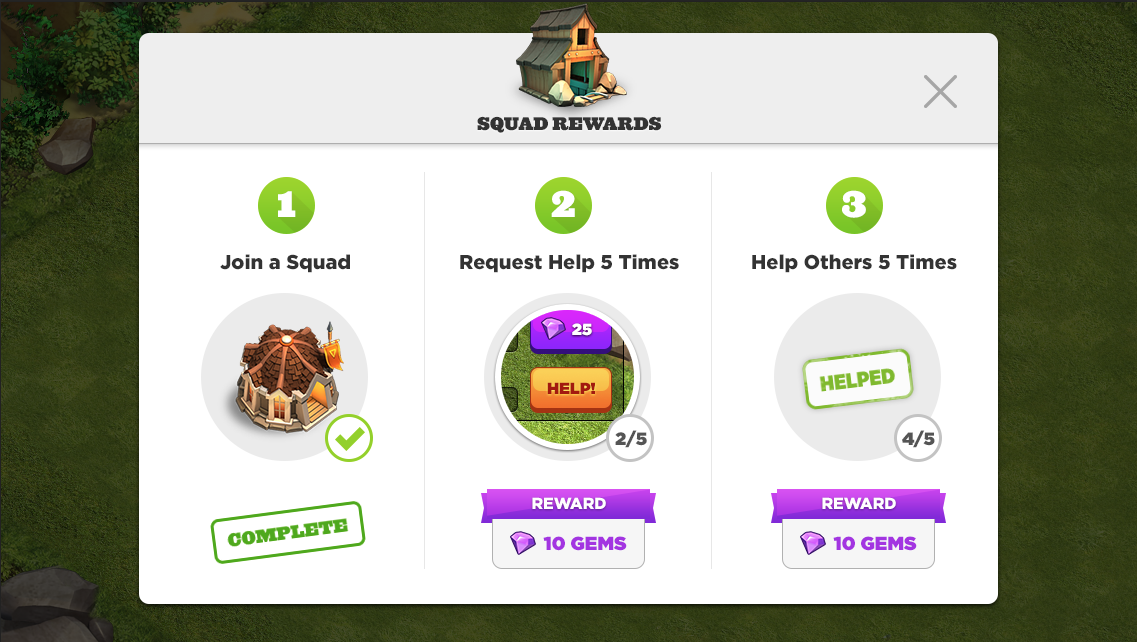 SQUAD REWARDS
1
Join a Squad
COMPLETE
2
Request Help 5 Times
25
HELP!
2/5
REWARD
10 GEMS
3
Help Others 5 Times
HELPED
4/5
REWARD
10 GEMS